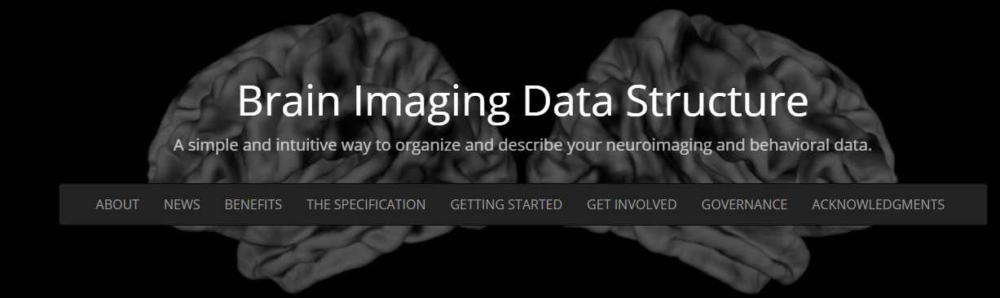 Brain Imaging Data Structure
A simple and intuitive way to organize and describe your neuroimaging and behavioral data.
ABOUT NEWS BENEFITS THE SPECIFICATION GETTING STARTED GET INVOLVED GOVERNANCE ACKNOWLEDGMENTS